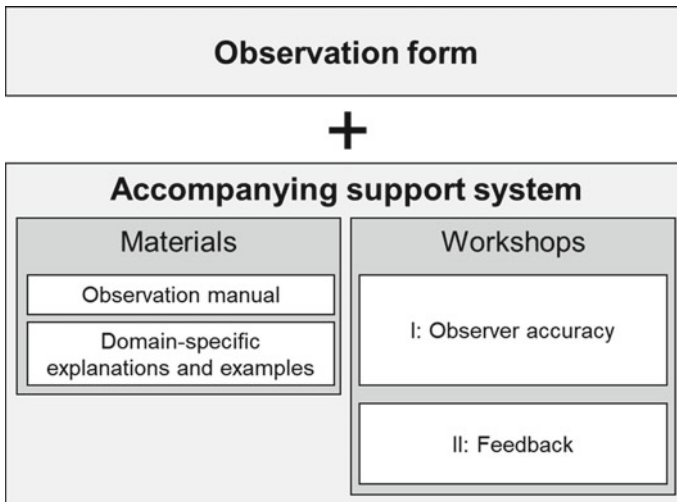 Observation form
+
Accompanying support system
Materials
Observation manual
Domain-specific
explanations and examples
Workshops
I: Observer accuracy
II: Feedback